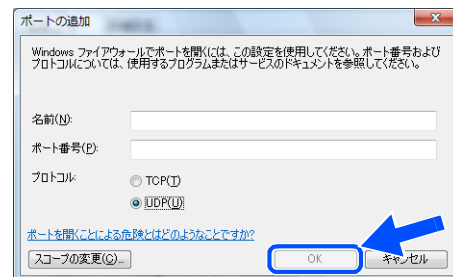 ポートの追加
Windows ファイアウォールでポートを開くには、この設定を使用してください。ポート番号および
プロトコルについては、使用するプログラムまたはサービスのドキュメントを参照してください。
名前(N):
ポート番号(P):
プロトコル:
TCP(T)
UDP(U)
ポートを開くことによる危険とはどのようなことですか?
スコープの変更(C)...
OK
キャンセル